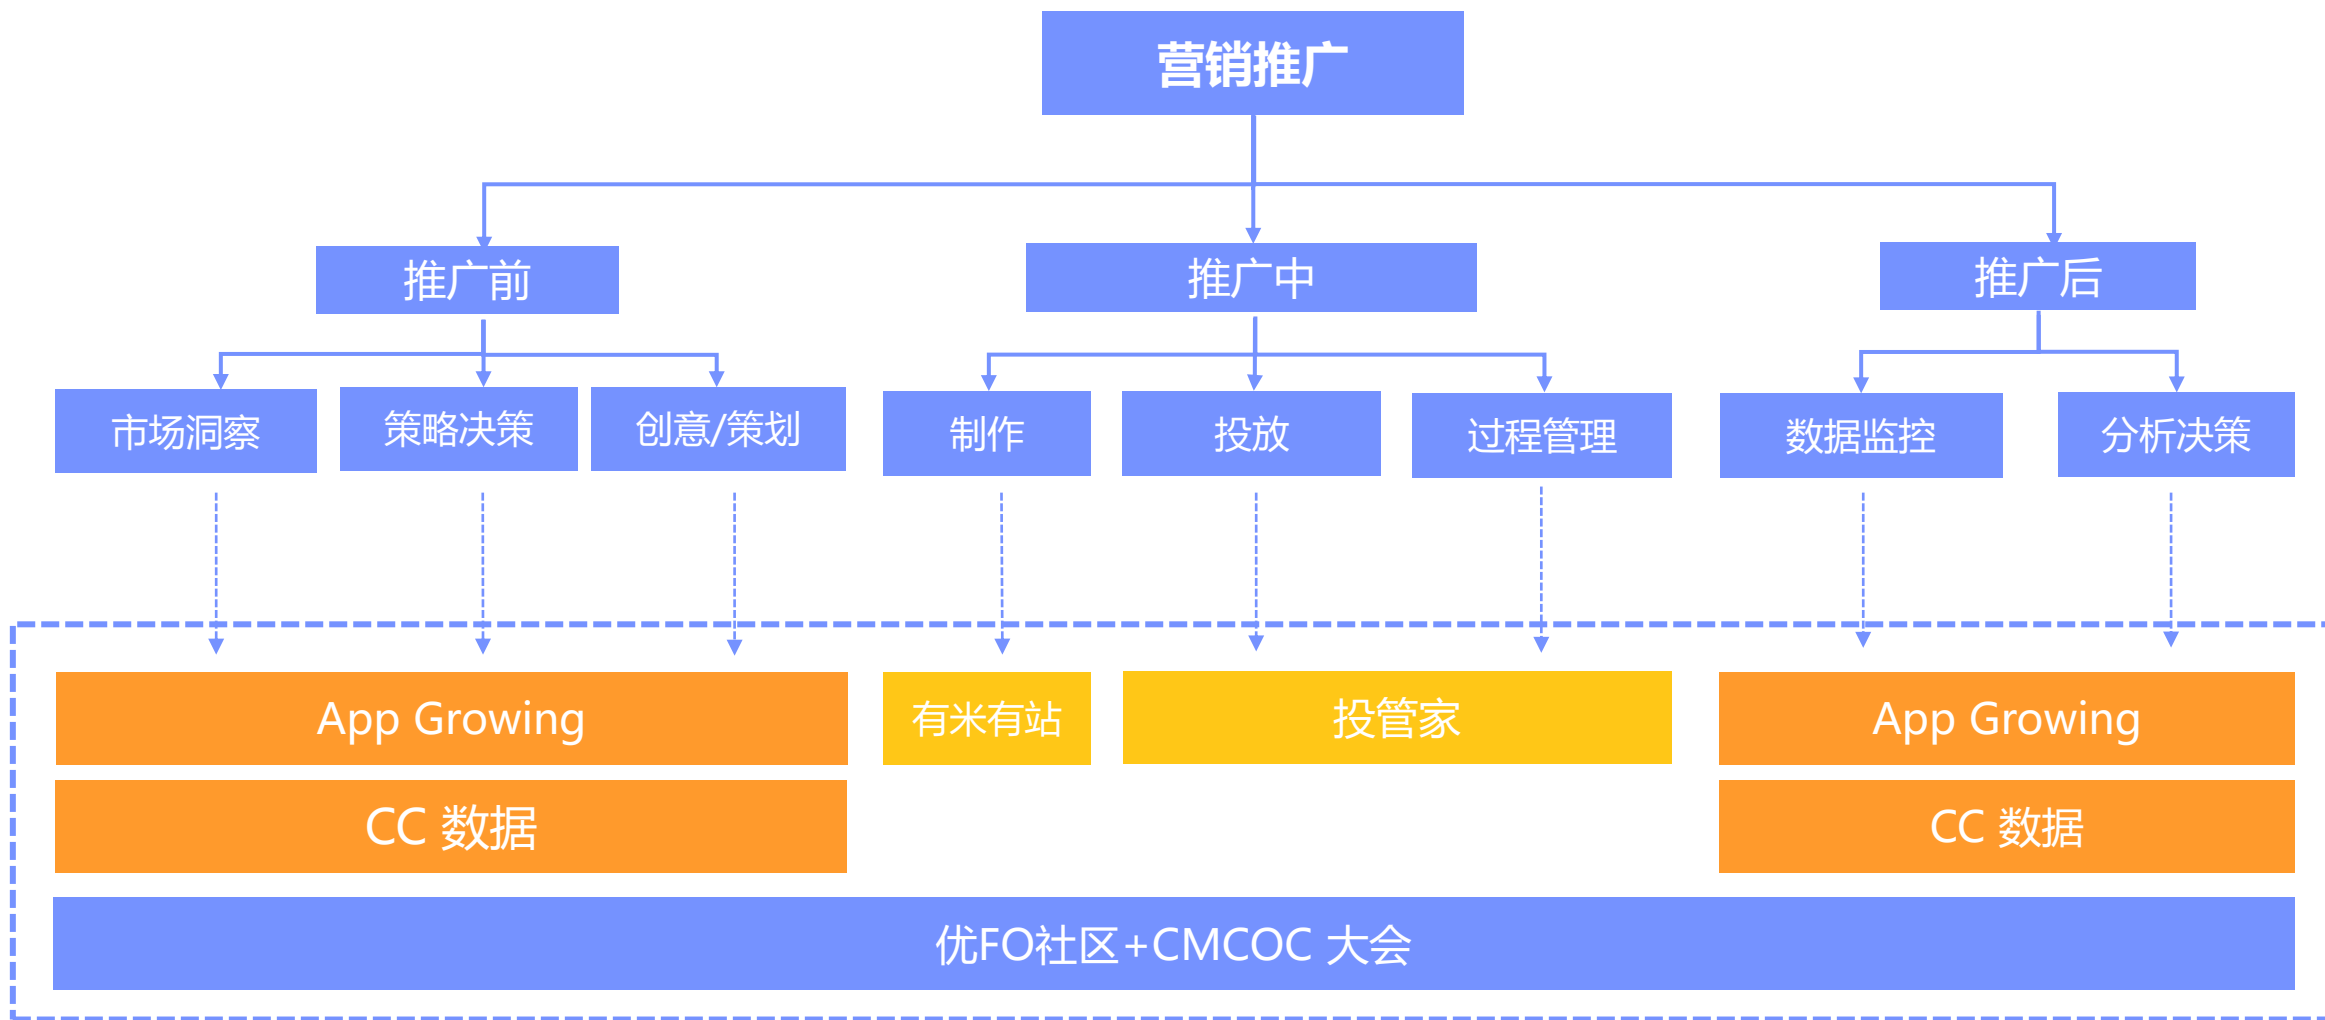 营销推广
推广前
推广中
推广后
市场洞察
策略决策
创意/策划
制作
投放
过程管理
数据监控
分析决策
App Growing
有米有站
投管家
App Growing
CC 数据
CC 数据
优FO社区+CMCOC 大会